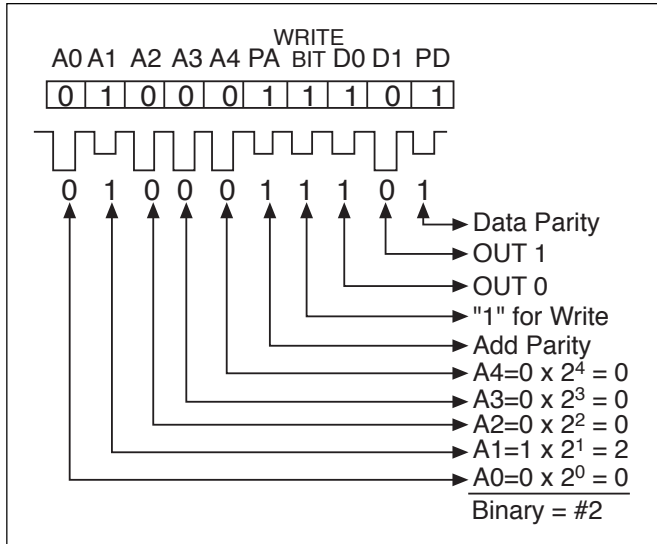 WRITE
A0 A1 A2 A3 A4 PA BIT D0 D1 PD
0 1 0 0 0 1 1 1 0 1
0 1 0 0 0 1 1 1 0 1
Data Parity
OUT 1
OUT 0
"1" for Write
Add Parity
A4=0 x 2⁴ = 0
A3=0 x 2³ = 0
A2=0 x 2² = 0
A1=1 x 2¹ = 2
A0=0 x 2⁰ = 0
Binary = #2